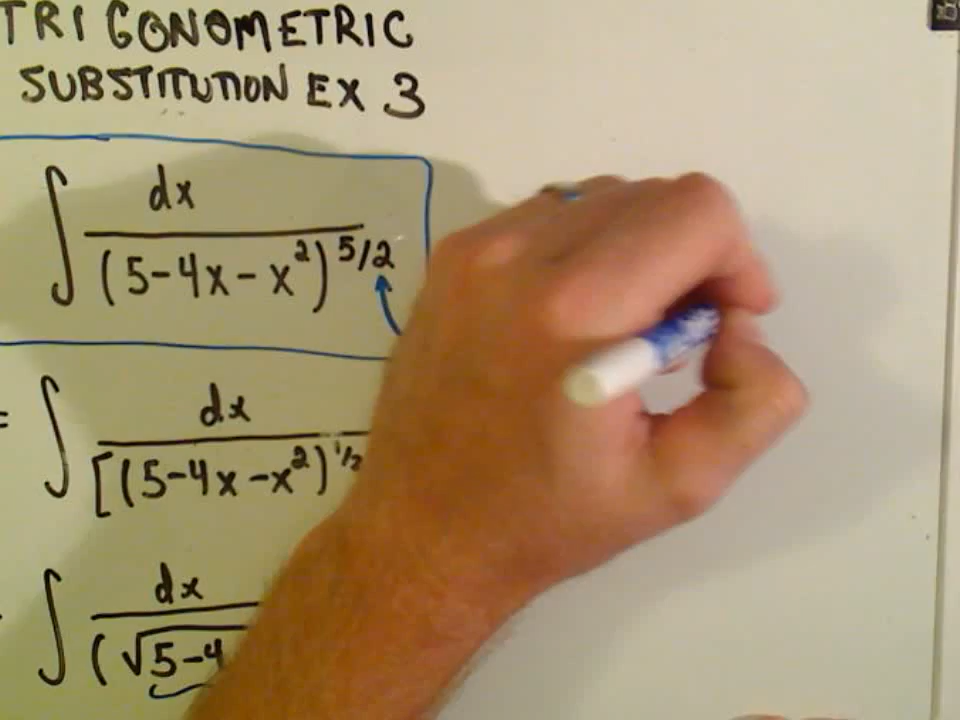 TRIGONOMETRIC
SUBSTITUTION EX 3
∫ dx / (5-4x-x²)^5/2
= ∫ dx / [(5-4x-x²)^1/2
∫ dx / (√5-4